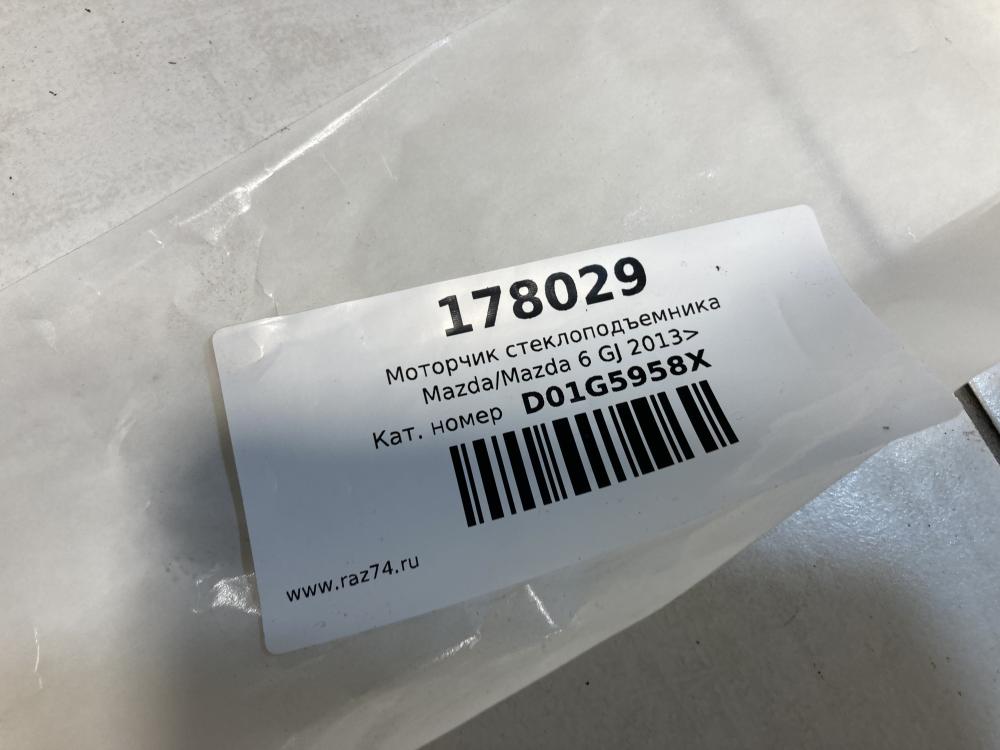 178029
Моторчик стеклоподъемника
Mazda/Mazda 6 GJ 2013>
Кат. номер D01G5958X
www.raz74.ru